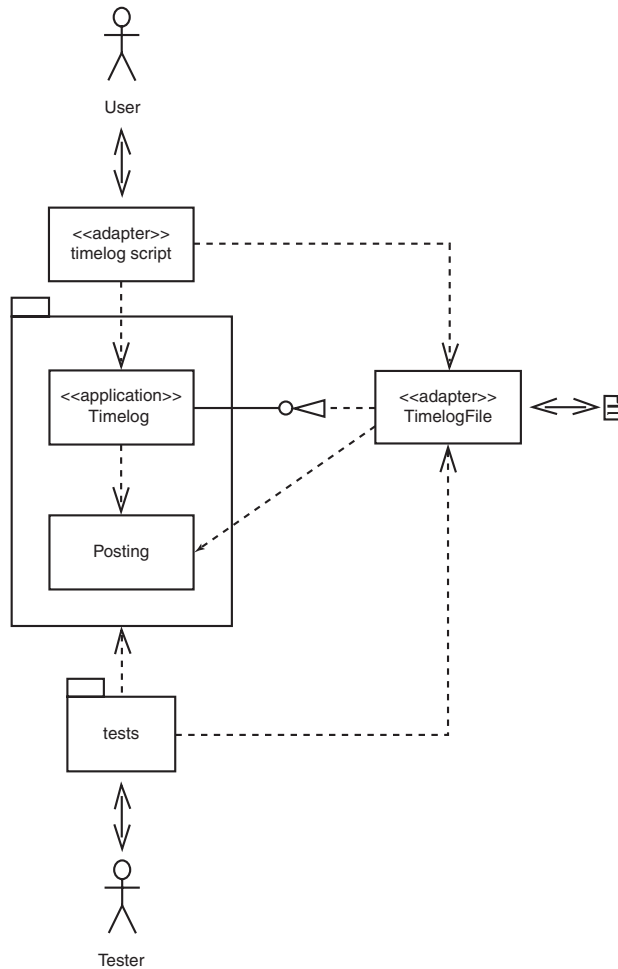 User
<<adapter>>
timelog script
<<application>>
Timelog
<<adapter>>
TimelogFile
Posting
tests
Tester